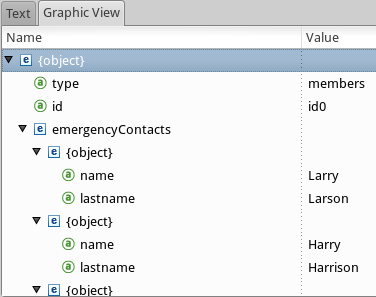 Text Graphic View
Name Value
e {object}
a type members
a id id0
e emergencyContacts
e {object}
a name Larry
a lastname Larson
e {object}
a name Harry
a lastname Harrison
e {object}